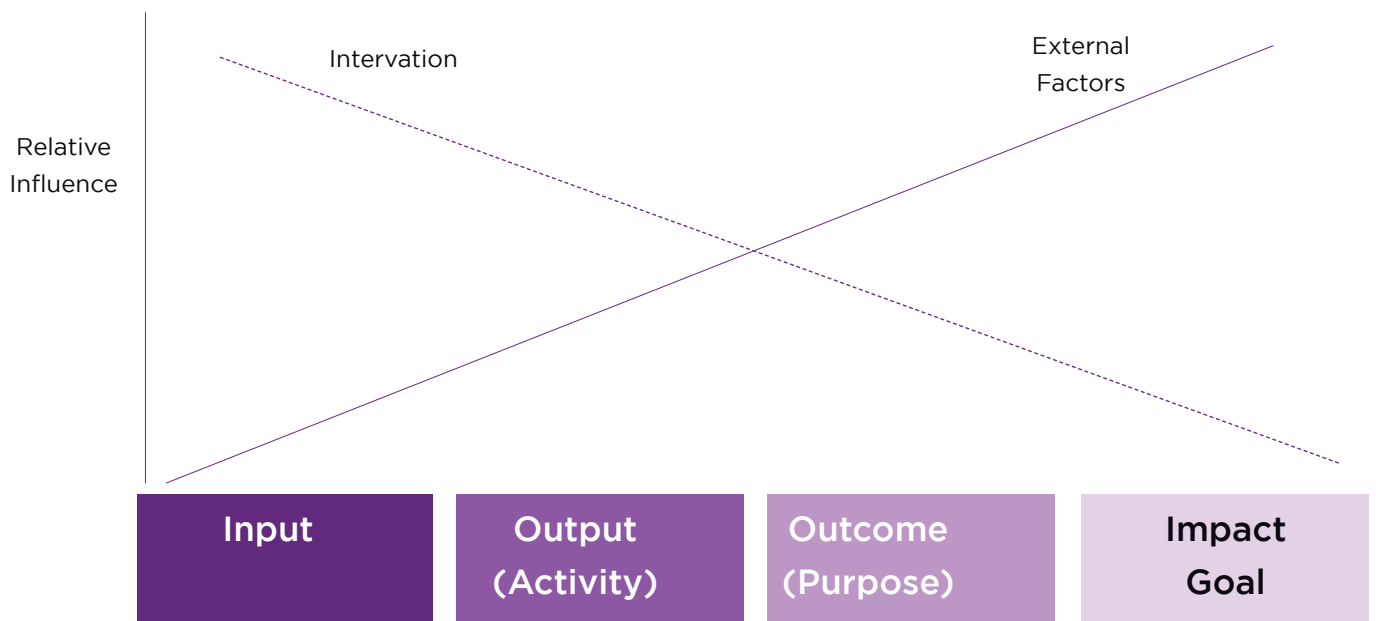 Intervation
External
Factors
Relative
Influence
Input
Output
(Activity)
Outcome
(Purpose)
Impact
Goal